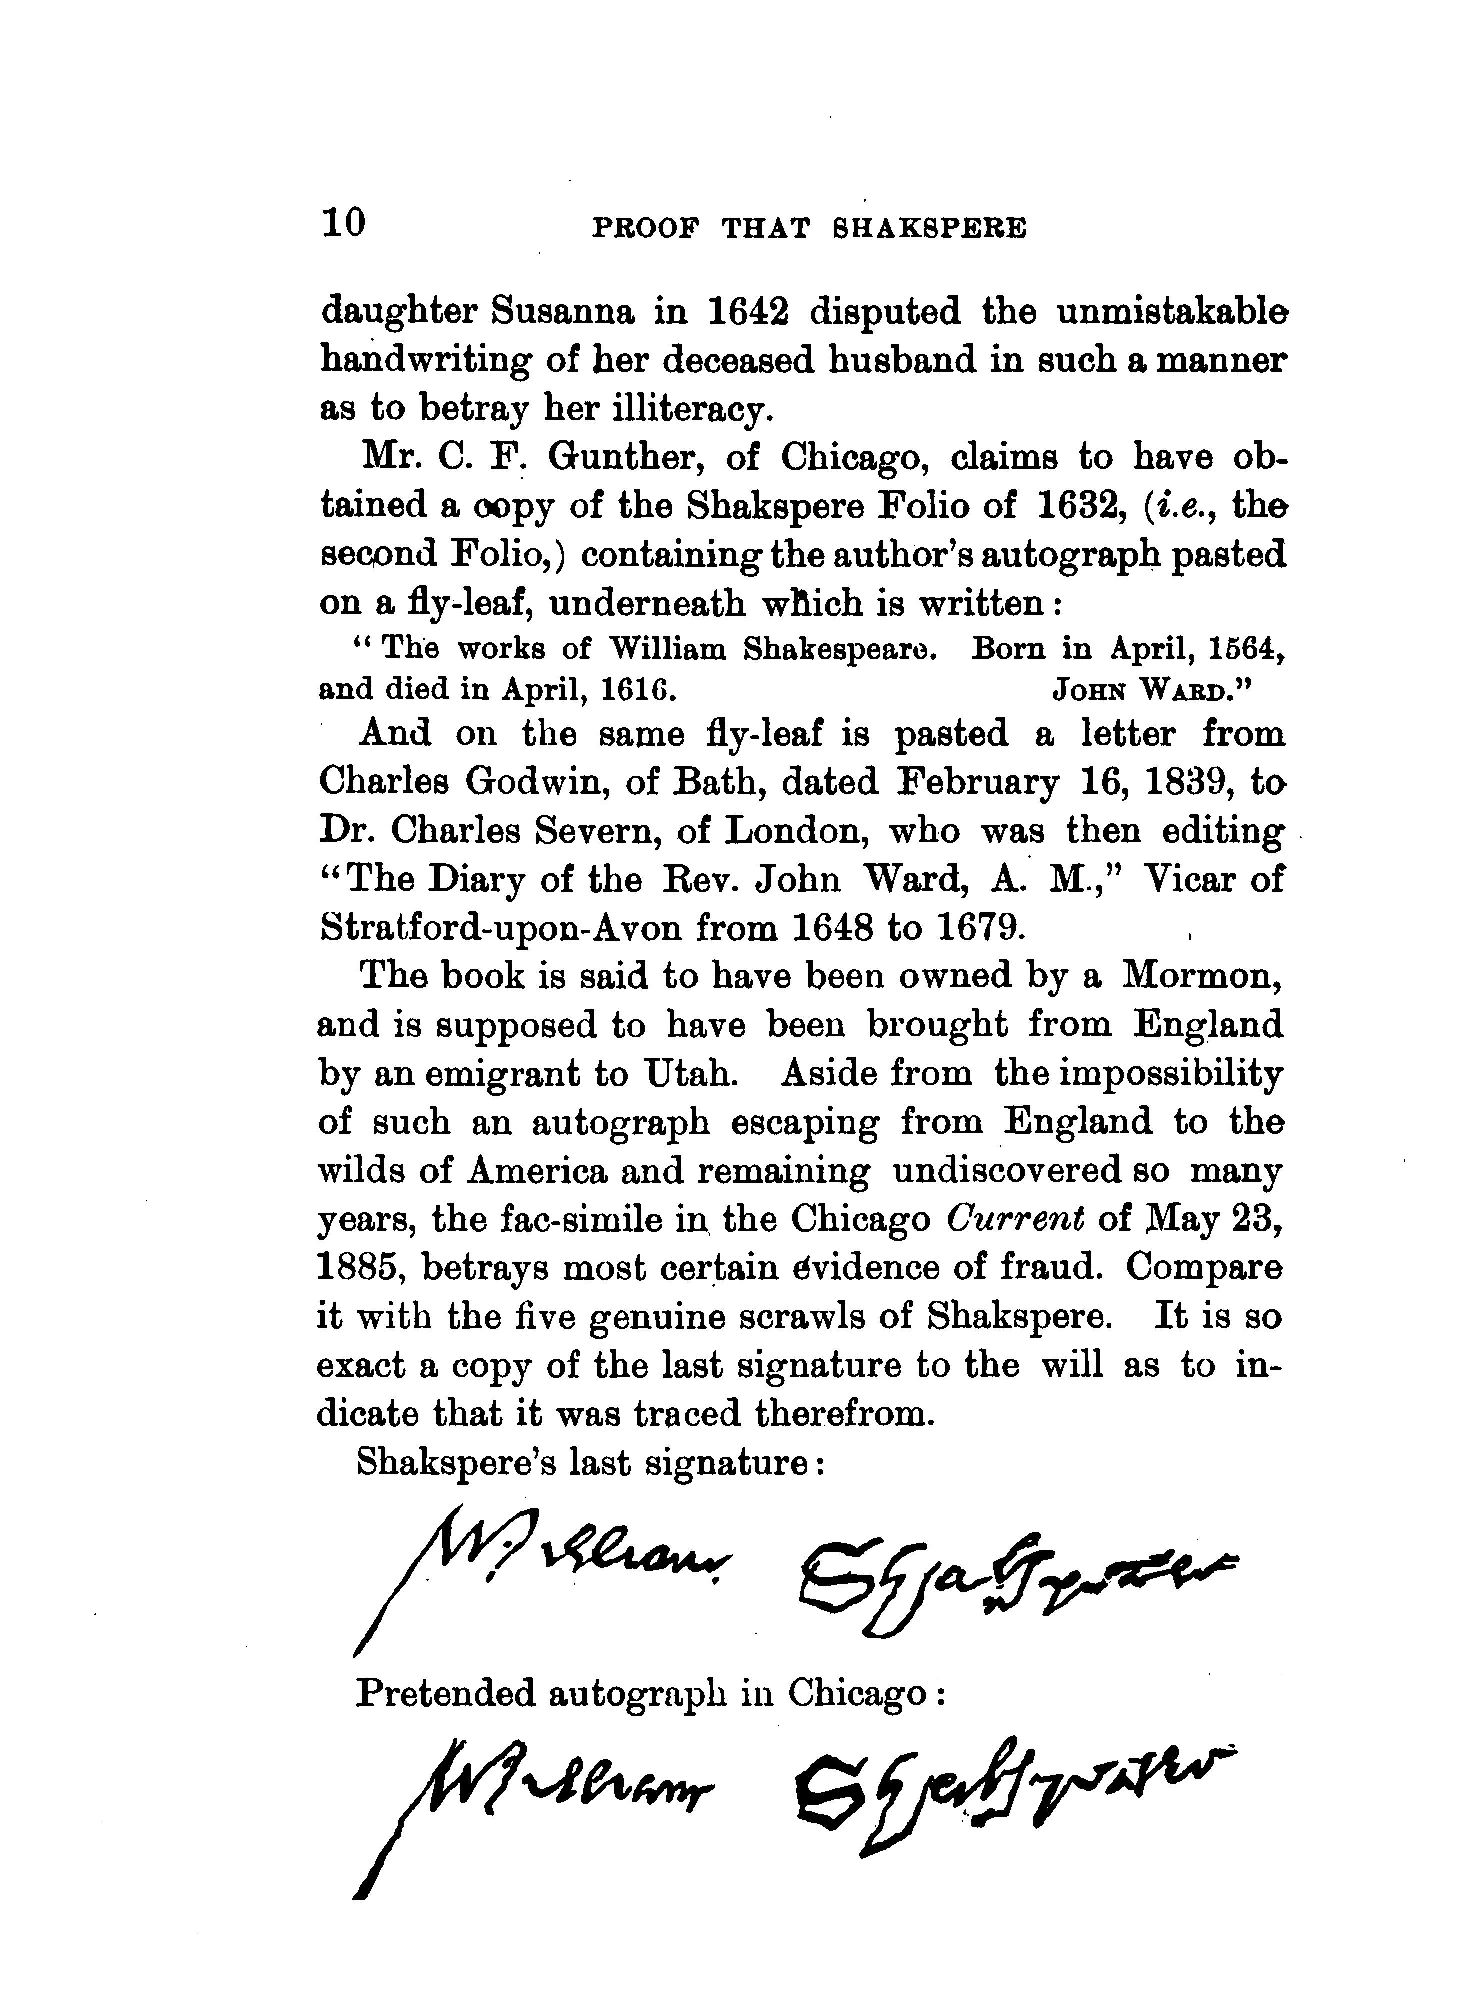 10 PROOF THAT SHAKSPERE
daughter Susanna in 1642 disputed the unmistakable
handwriting of her deceased husband in such a manner
as to betray her illiteracy.
Mr. C. F. Gunther, of Chicago, claims to have ob-
tained a copy of the Shakspere Folio of 1632, (i.e., the
second Folio,) containing the author's autograph pasted
on a fly-leaf, underneath which is written:
"The works of William Shakespeare. Born in April, 1564,
and died in April, 1616. JOHN WARD."
And on the same fly-leaf is pasted a letter from
Charles Godwin, of Bath, dated February 16, 1839, to
Dr. Charles Severn, of London, who was then editing
"The Diary of the Rev. John Ward, A. M.," Vicar of
Stratford-upon-Avon from 1648 to 1679.
The book is said to have been owned by a Mormon,
and is supposed to have been brought from England
by an emigrant to Utah. Aside from the impossibility
of such an autograph escaping from England to the
wilds of America and remaining undiscovered so many
years, the fac-simile in the Chicago Current of May 23,
1885, betrays most certain evidence of fraud. Compare
it with the five genuine scrawls of Shakspere. It is so
exact a copy of the last signature to the will as to in-
dicate that it was traced therefrom.
Shakspere's last signature:
William Shakspeare
Pretended autograph in Chicago:
William Shakspeare